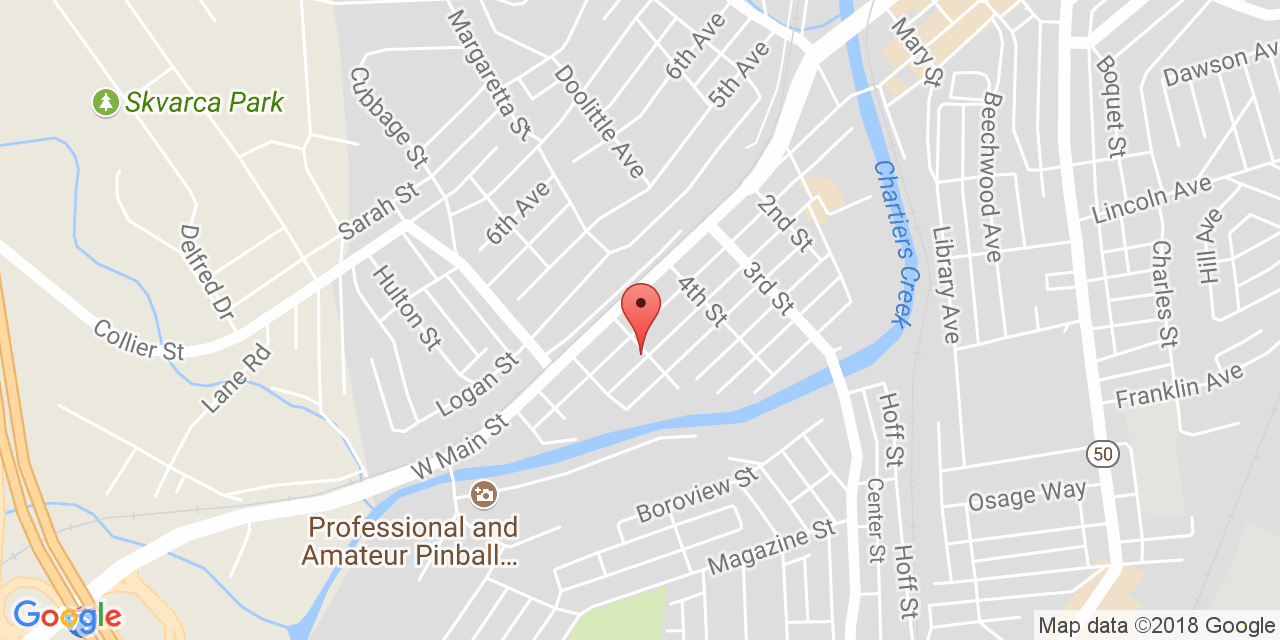 Mary St
Dawson Av
6th Ave
5th Ave
Margaretta St
Doolittle Ave
Cubbage St
Boquet St
Beechwood Ave
Skvarca Park
Sarah St
6th Ave
2nd St
Chartiers Creek
Lincoln Ave
Hill Ave
Delfred Dr
Hulton St
4th St
3rd St
Library Ave
Charles St
Collier St
Lane Rd
Logan St
Franklin Ave
W Main St
Hoff St
50
Boroview St
Osage Way
Center St
Professional and
Amateur Pinball...
Magazine St
Hoff St
Google
Map data ©2018 Google